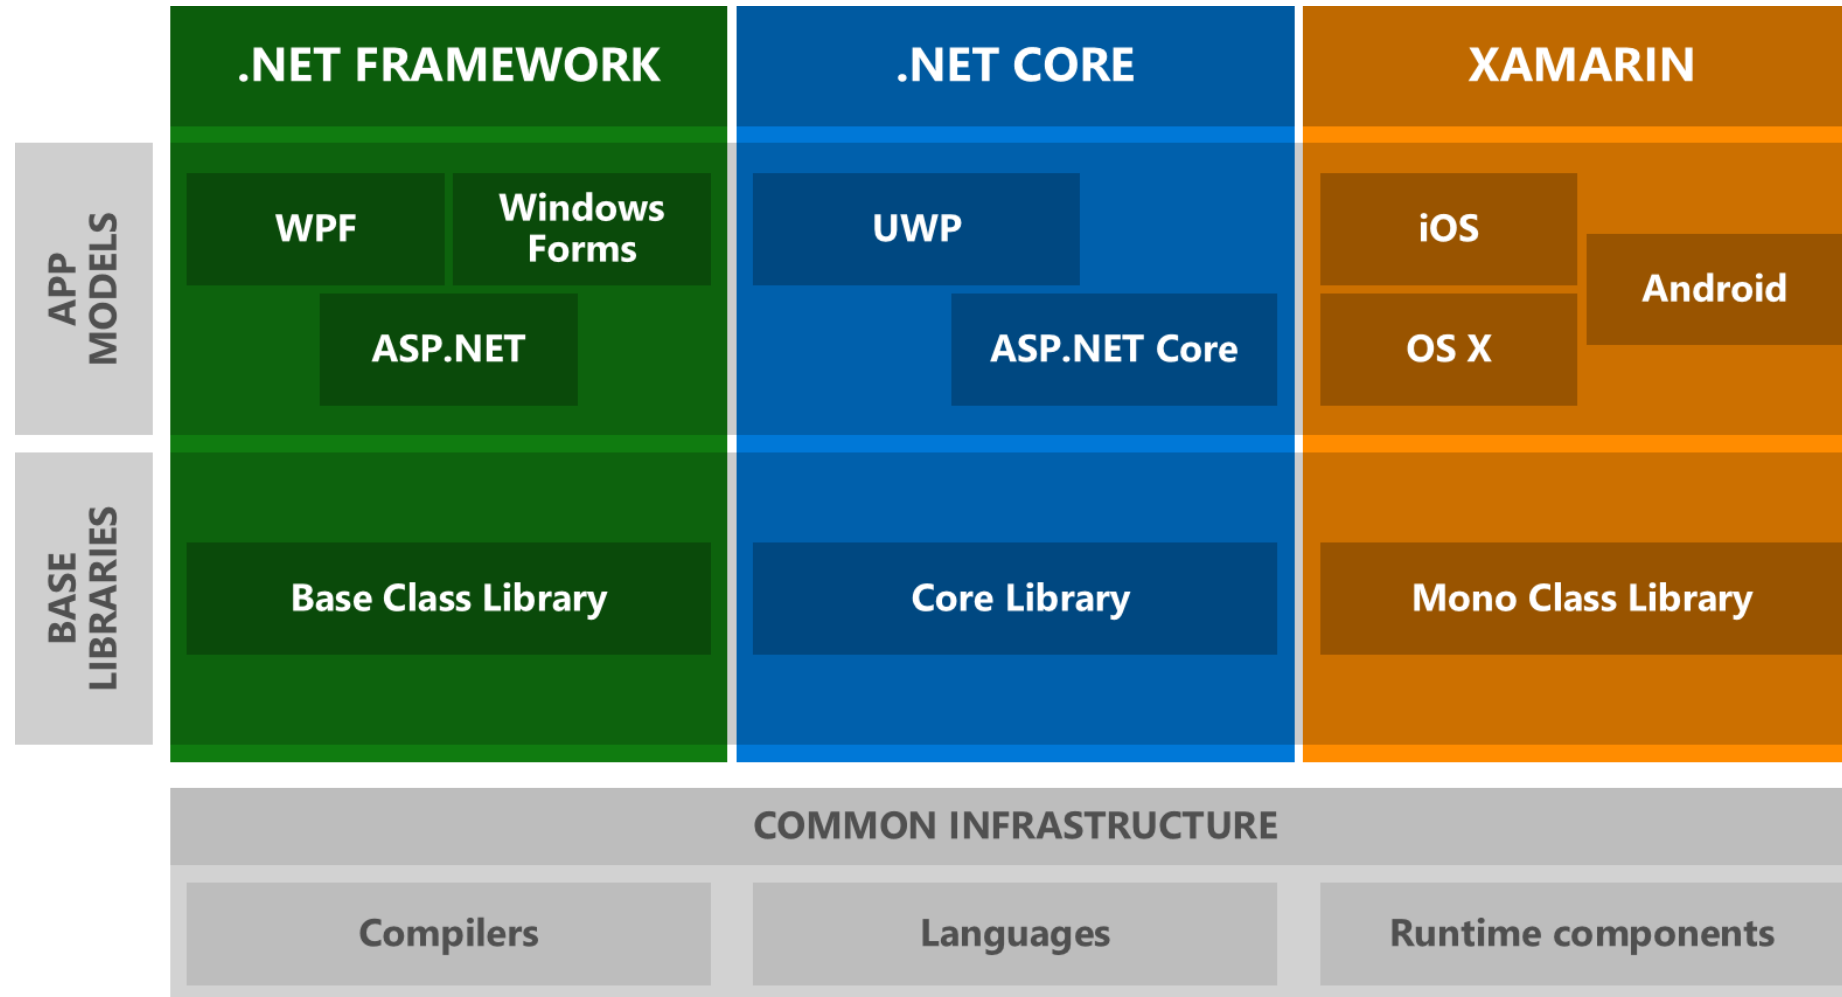 .NET FRAMEWORK
.NET CORE
XAMARIN
APP
MODELS
WPF
Windows
Forms
ASP.NET
UWP
ASP.NET Core
iOS
Android
OS X
BASE
LIBRARIES
Base Class Library
Core Library
Mono Class Library
COMMON INFRASTRUCTURE
Compilers
Languages
Runtime components